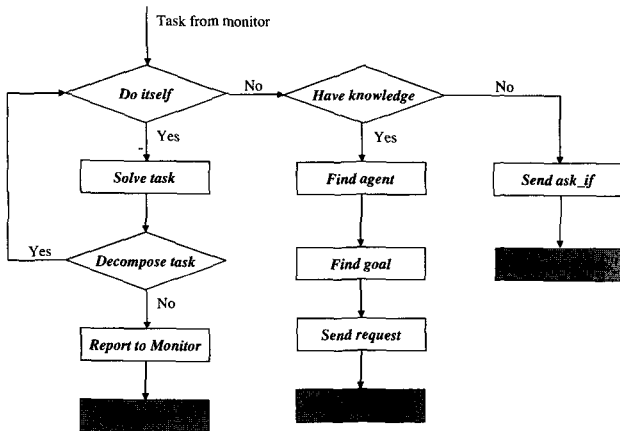 Task from monitor
Do itself
No
Have knowledge
No
Yes
Yes
Solve task
Find agent
Send ask_if
Yes
Decompose task
Find goal
No
Report to Monitor
Send request